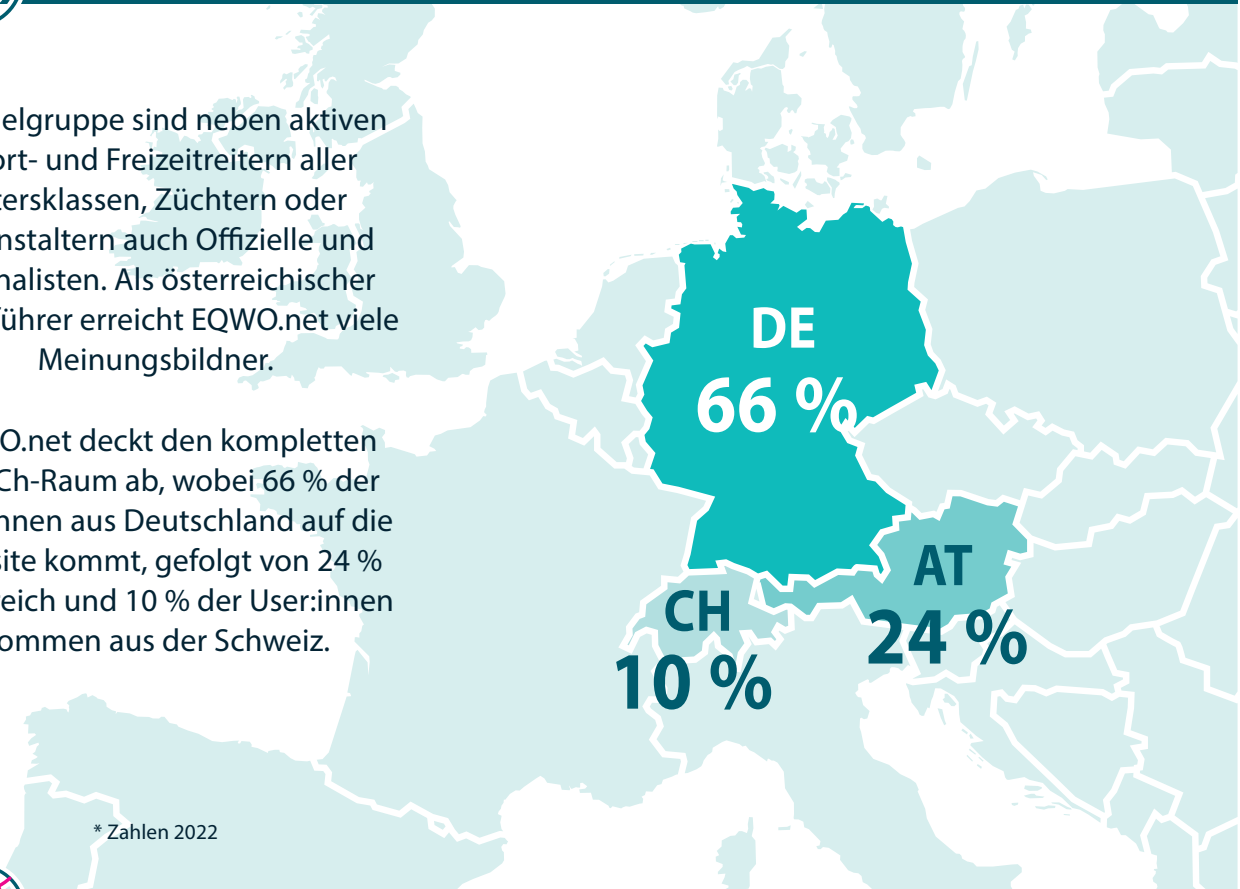 elgruppe sind neben aktiven
ort- und Freizeitreitern aller
tersklassen, Züchtern oder
nstaltern auch Offizielle und
nalisten. Als österreichischer
führer erreicht EQWO.net viele
Meinungsbildner.
O.net deckt den kompletten
Ch-Raum ab, wobei 66 % der
nnen aus Deutschland auf die
site kommt, gefolgt von 24 %
reich und 10 % der User:innen
ommen aus der Schweiz.
DE
66 %
AT
24 %
CH
10 %
* Zahlen 2022